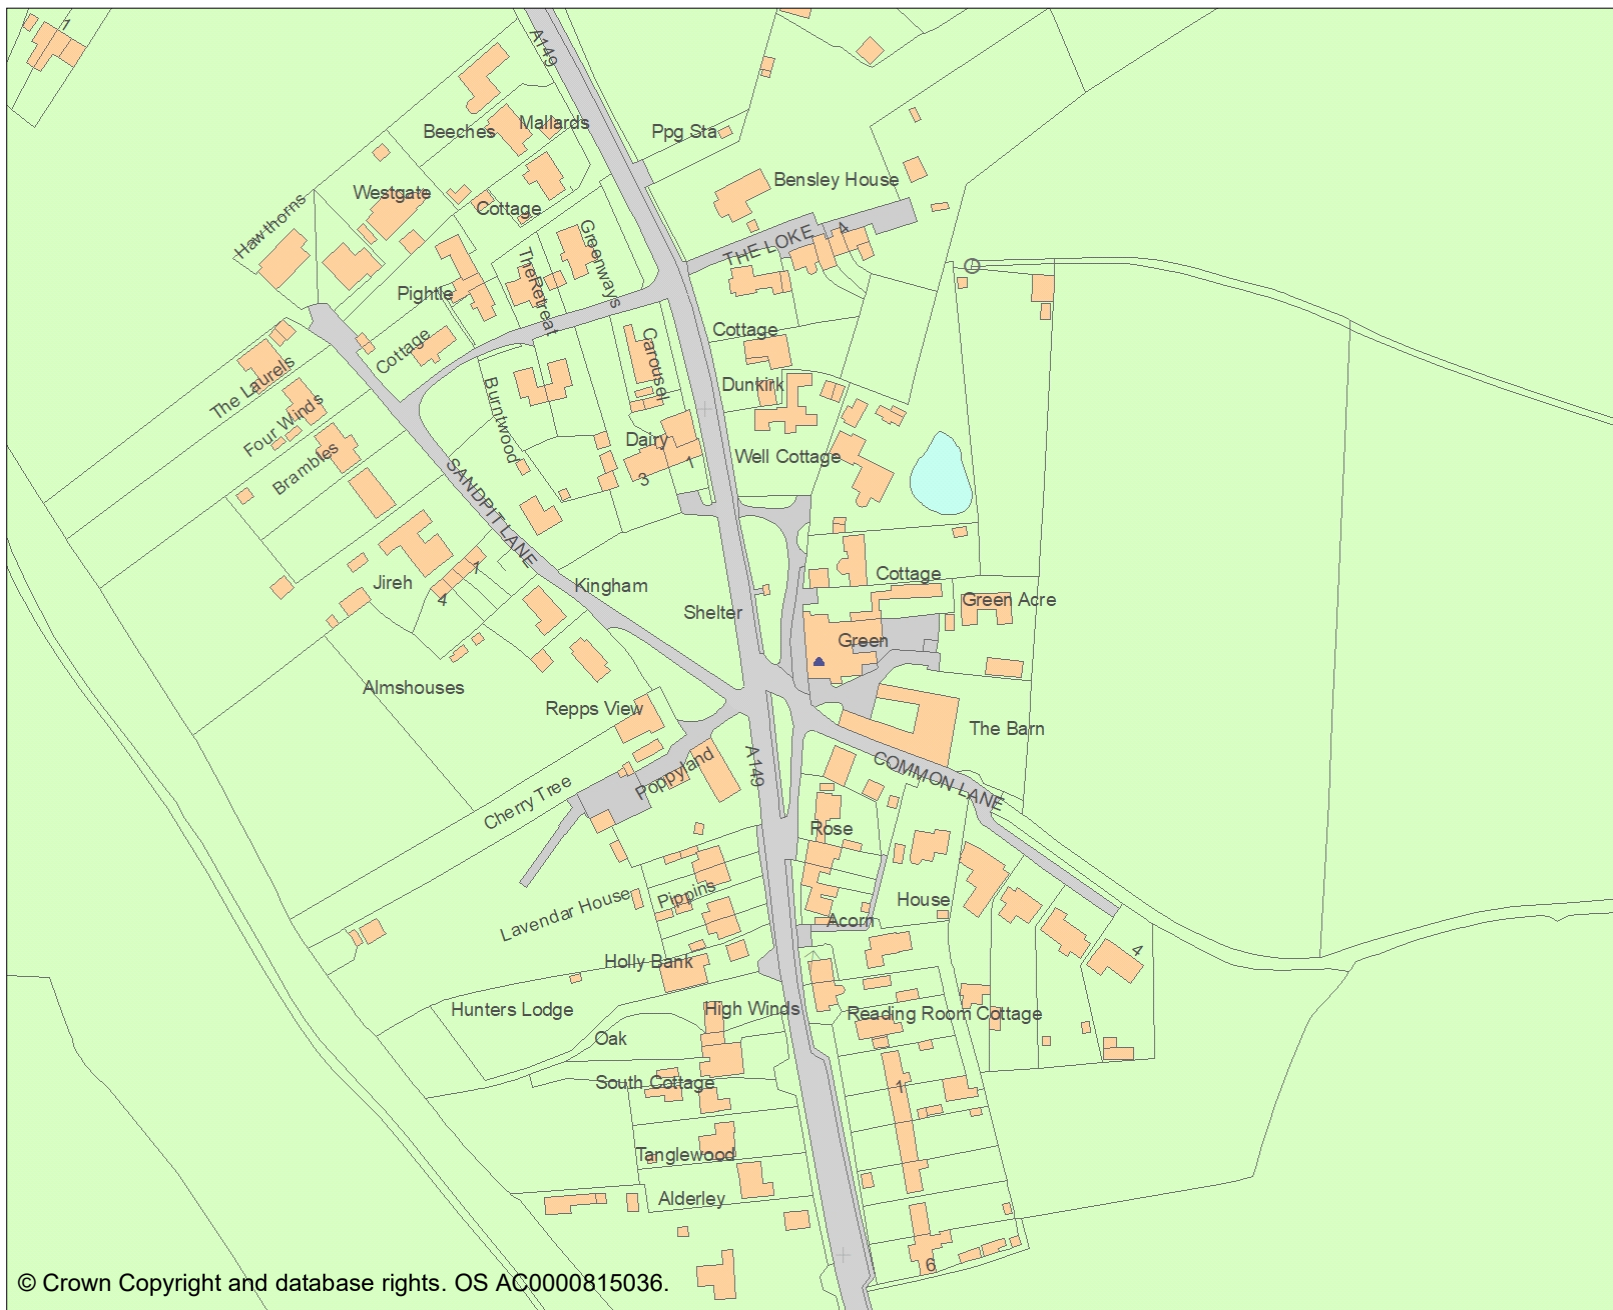 7
A149
Beeches
Mallards
Ppg Sta
Westgate
Bensley House
Cottage
Hawthorns
THE LOKE
4
Greenways
TheRetreat
Pightle
Cottage
Cottage
Carousel
The Laurels
Dunkirk
Four Winds
Burntwood
Dairy
1
3
Well Cottage
Brambles
SANDPIT LANE
Jireh
1
4
Kingham
Cottage
Shelter
Green Acre
Green
Almshouses
Repps View
The Barn
A149
Poppyland
COMMON LANE
Cherry Tree
Rose
Lavendar House
Pippins
House
Acorn
4
Holly Bank
Hunters Lodge
High Winds
Reading Room Cottage
Oak
South Cottage
1
Tanglewood
Alderley
6
© Crown Copyright and database rights. OS AC0000815036.